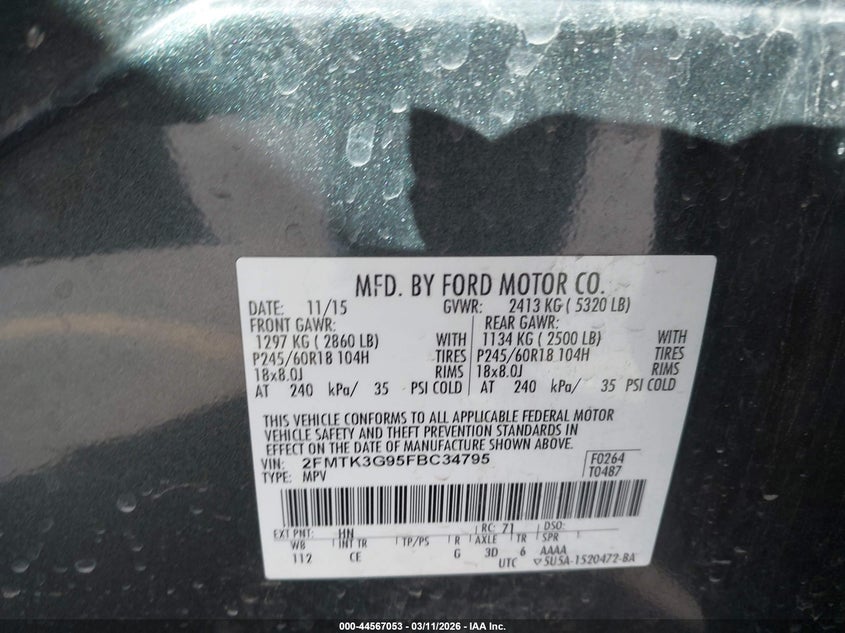 MFD. BY FORD MOTOR CO.
DATE: 11/15 GVWR: 2413 KG ( 5320 LB)
FRONT GAWR: REAR GAWR:
1297 KG ( 2860 LB) WITH 1134 KG ( 2500 LB) WITH
P245/60R18 104H TIRES P245/60R18 104H TIRES
18x8.0J RIMS 18x8.0J RIMS
AT 240 kPa/ 35 PSI COLD AT 240 kPa/ 35 PSI COLD
THIS VEHICLE CONFORMS TO ALL APPLICABLE FEDERAL MOTOR
VEHICLE SAFETY AND THEFT PREVENTION STANDARDS IN
EFFECT ON THE DATE OF MANUFACTURE SHOWN ABOVE.
VIN: 2FMTK3G95FBC34795 F0264
TYPE: MPV T0487
EXT PNT: HN RC: 71 DSO:
WB INT TR TP/PS R AXLE TR SPR
112 CE G 3D 6 AAAA
UTC 5U5A-1520472-BA
000-44567053 - 03/11/2026 - IAA Inc.